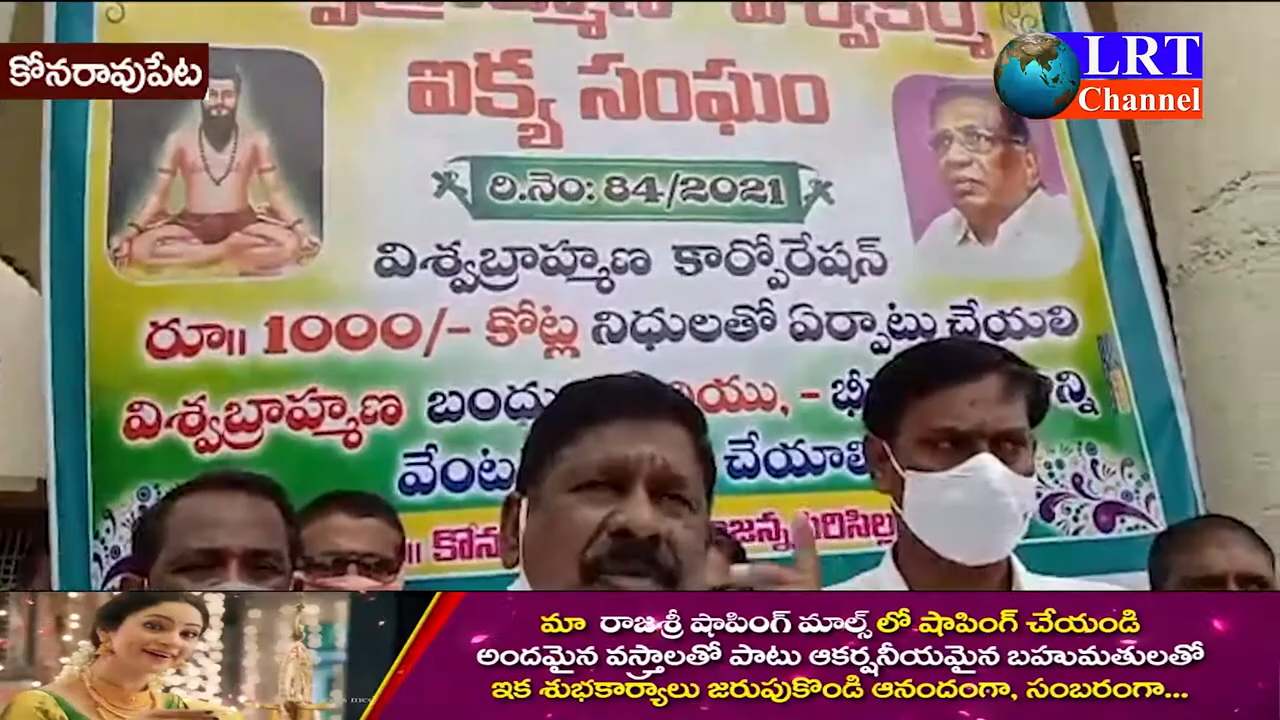 కోనరావుపేట
LRT
Channel
ఐక్య సంఘం
రి.నెం: 84/2021
విశ్వబ్రాహ్మణ కార్పోరేషన్
రూ॥ 1000/- కోట్ల నిధులతో ఏర్పాటు చేయలి
విశ్వబ్రాహ్మణ
చేయాలి
మా రాజశ్రీ షాపింగ్ మాల్స్ లో షాపింగ్ చేయండి
అందమైన వస్త్రాలతో పాటు ఆకర్షనీయమైన బహుమతులతో
ఇక శుభకార్యాలు జరుపుకొండి ఆనందంగా, సంబరంగా...